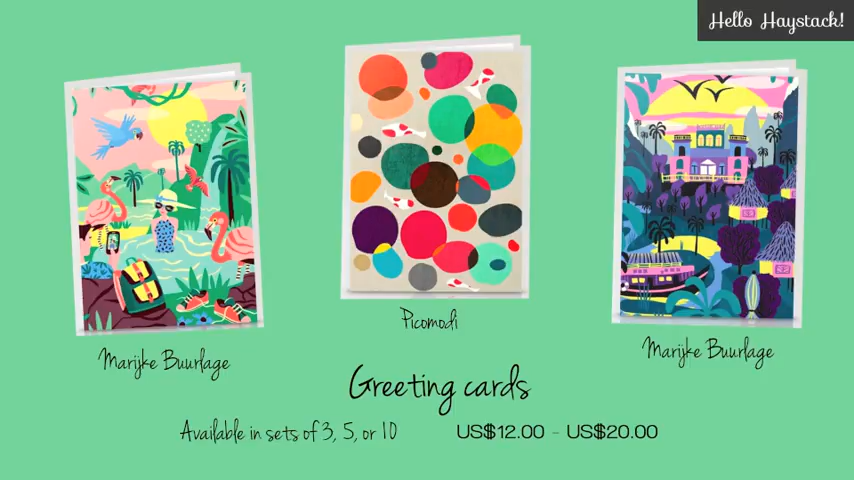 Hello Haystack!
Picomodi
Marijke Buurlage
Marijke Buurlage
Greeting cards
Available in sets of 3, 5, or 10
US$12.00 - US$20.00